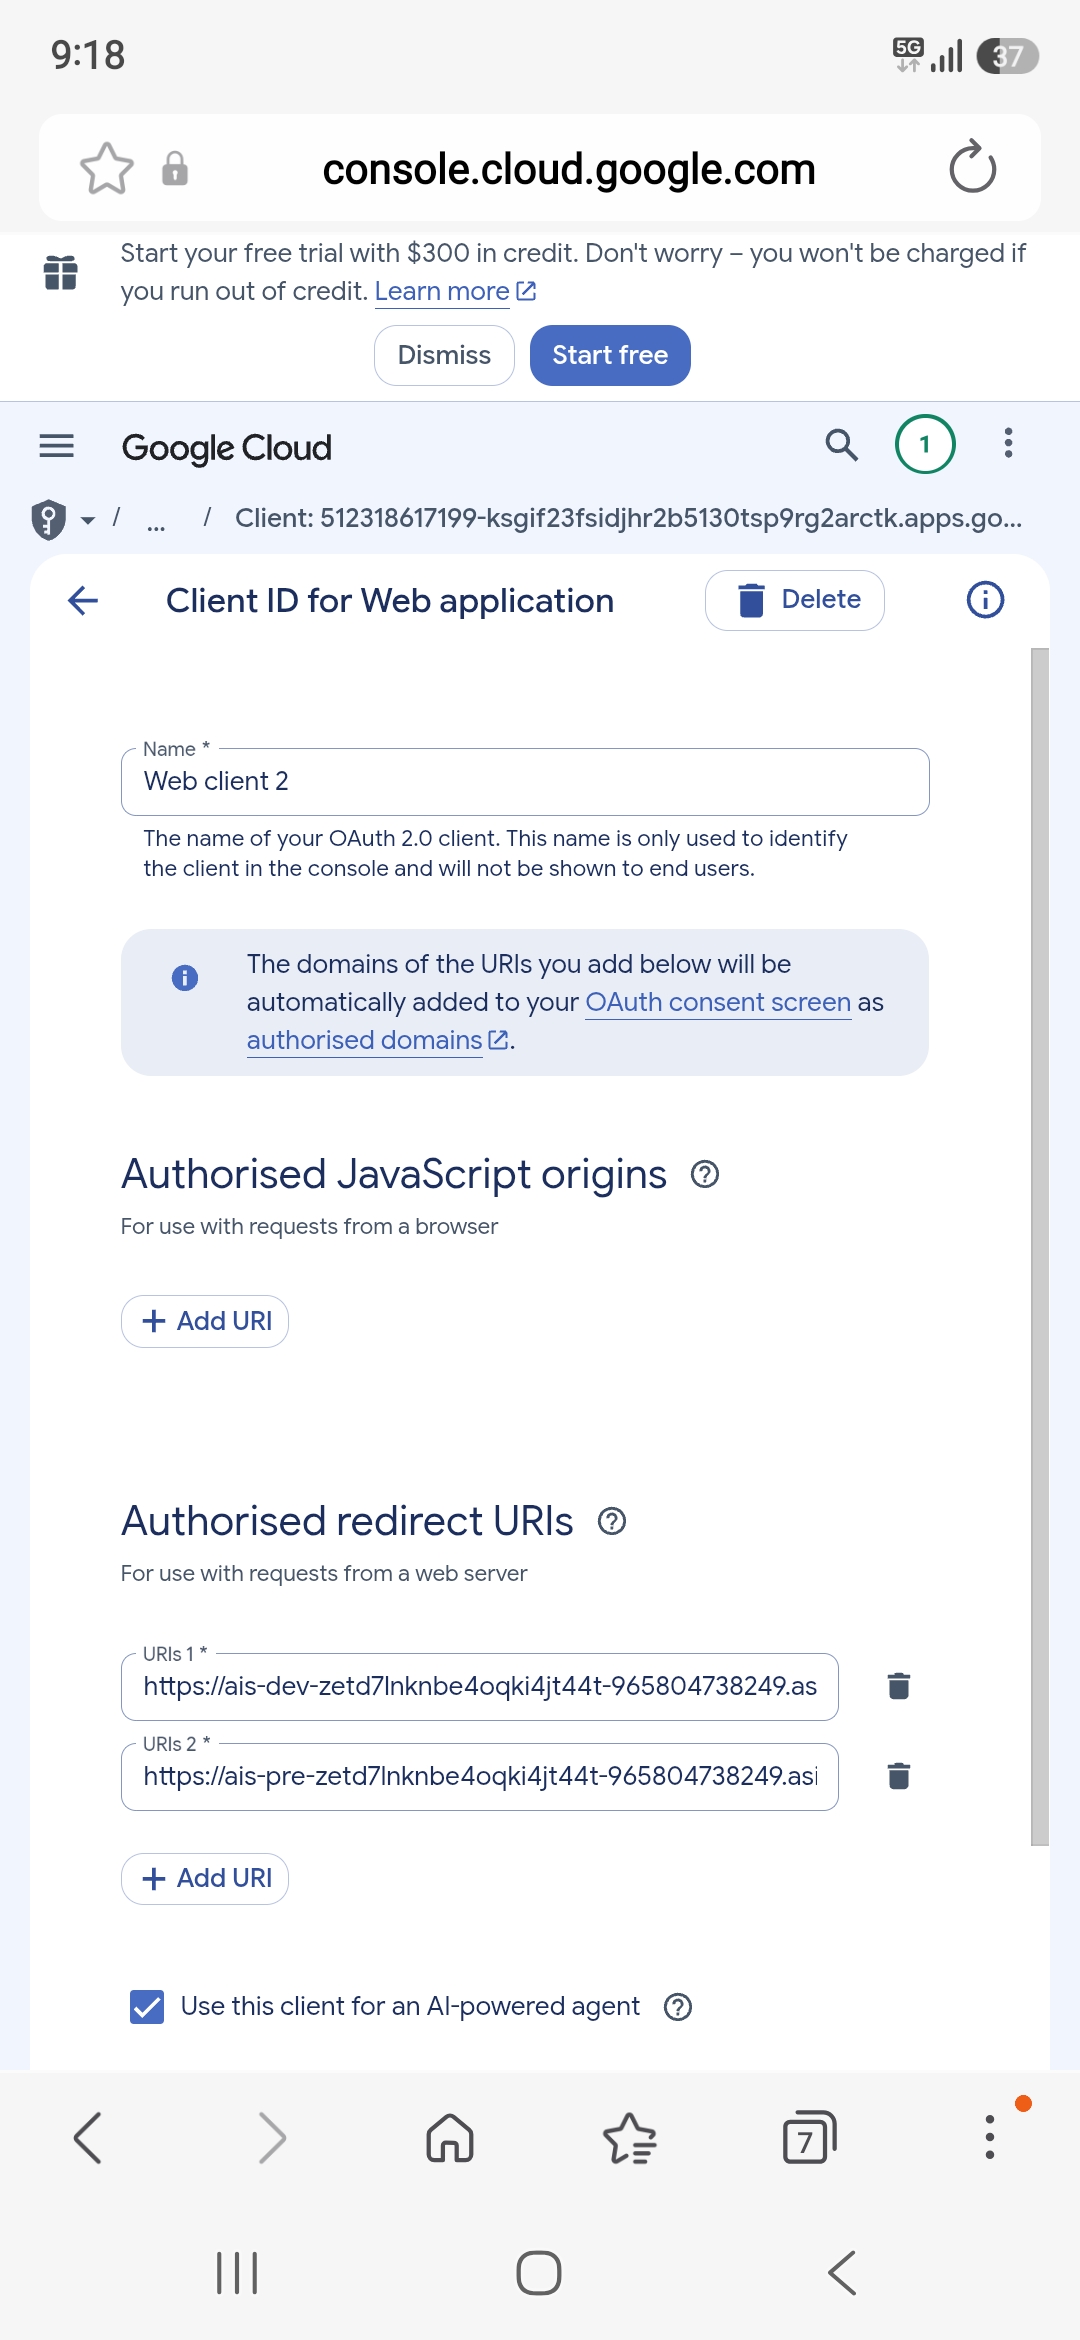 9:18
5G
37
console.cloud.google.com
Start your free trial with $300 in credit. Don't worry – you won't be charged if
you run out of credit. Learn more
Dismiss
Start free
Google Cloud
1
/ ... / Client: 512318617199-ksgif23fsidjhr2b5130tsp9rg2arctk.apps.go...
Client ID for Web application
Delete
Name *
Web client 2
The name of your OAuth 2.0 client. This name is only used to identify
the client in the console and will not be shown to end users.
The domains of the URIs you add below will be
automatically added to your OAuth consent screen as
authorised domains.
Authorised JavaScript origins
For use with requests from a browser
+ Add URI
Authorised redirect URIs
For use with requests from a web server
URIs 1 *
https://ais-dev-zetd7lnknbe4oqki4jt44t-965804738249.as
URIs 2 *
https://ais-pre-zetd7lnknbe4oqki4jt44t-965804738249.asi
+ Add URI
Use this client for an AI-powered agent
7